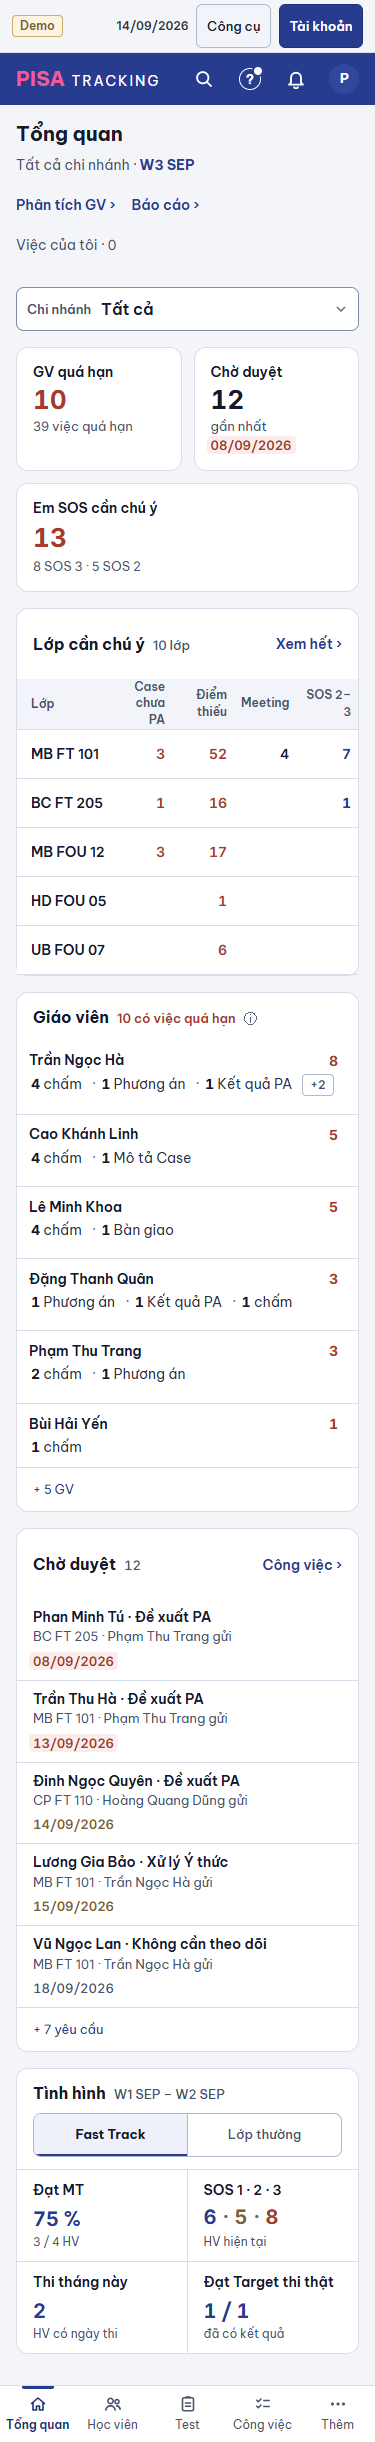 Demo 14/09/2026 Công cụ Tài khoản
PISA TRACKING ? P
Tổng quan
Tất cả chi nhánh · W3 SEP
Phân tích GV › Báo cáo ›
Việc của tôi · 0
Chi nhánh Tất cả
GV quá hạn
10
39 việc quá hạn
Chờ duyệt
12
gần nhất
08/09/2026
Em SOS cần chú ý
13
8 SOS 3 · 5 SOS 2
Lớp cần chú ý 10 lớp Xem hết ›
Lớp Case chưa PA Điểm thiếu Meeting SOS 2–3
MB FT 101 3 52 4 7
BC FT 205 1 16 1
MB FOU 12 3 17
HD FOU 05 1
UB FOU 07 6
Giáo viên 10 có việc quá hạn ⓘ
Trần Ngọc Hà 8
4 chấm · 1 Phương án · 1 Kết quả PA +2
Cao Khánh Linh 5
4 chấm · 1 Mô tả Case
Lê Minh Khoa 5
4 chấm · 1 Bàn giao
Đặng Thanh Quân 3
1 Phương án · 1 Kết quả PA · 1 chấm
Phạm Thu Trang 3
2 chấm · 1 Phương án
Bùi Hải Yến 1
1 chấm
+ 5 GV
Chờ duyệt 12 Công việc ›
Phan Minh Tú · Đề xuất PA
BC FT 205 · Phạm Thu Trang gửi
08/09/2026
Trần Thu Hà · Đề xuất PA
MB FT 101 · Phạm Thu Trang gửi
13/09/2026
Đinh Ngọc Quyên · Đề xuất PA
CP FT 110 · Hoàng Quang Dũng gửi
14/09/2026
Lương Gia Bảo · Xử lý Ý thức
MB FT 101 · Trần Ngọc Hà gửi
15/09/2026
Vũ Ngọc Lan · Không cần theo dõi
MB FT 101 · Trần Ngọc Hà gửi
18/09/2026
+ 7 yêu cầu
Tình hình W1 SEP – W2 SEP
Fast Track Lớp thường
Đạt MT
75 %
3 / 4 HV
SOS 1 · 2 · 3
6 · 5 · 8
HV hiện tại
Thi tháng này
2
HV có ngày thi
Đạt Target thi thật
1 / 1
đã có kết quả
Tổng quan Học viên Test Công việc Thêm